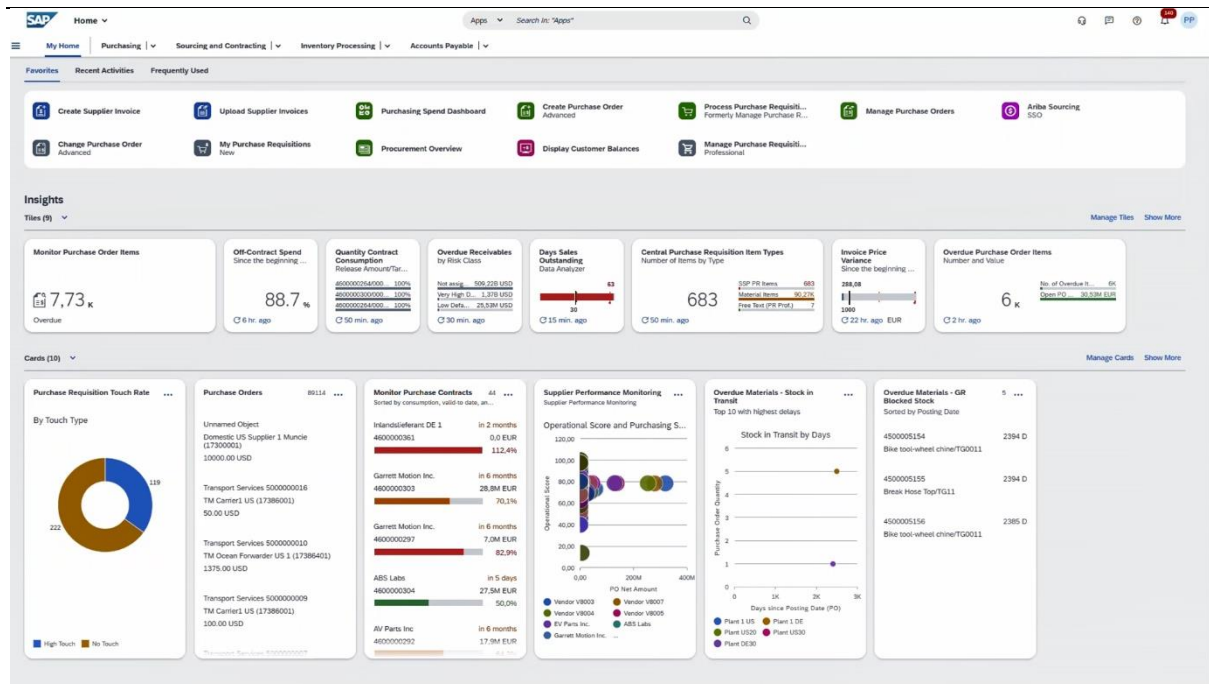 SAP
Home
Apps
Search In: "Apps"
140
PP
My Home
Purchasing
Sourcing and Contracting
Inventory Processing
Accounts Payable
Favorites
Recent Activities
Frequently Used
Create Supplier Invoice
Upload Supplier Invoices
Purchasing Spend Dashboard
Create Purchase Order
Advanced
Process Purchase Requisiti...
Formerly Manage Purchase R...
Manage Purchase Orders
Ariba Sourcing
SSO
Change Purchase Order
Advanced
My Purchase Requisitions
New
Procurement Overview
Display Customer Balances
Manage Purchase Requisiti...
Professional
Insights
Tiles (9)
Manage Tiles
Show More
Monitor Purchase Order Items
7,73 K
Overdue
Off-Contract Spend
Since the beginning ...
88.7 %
6 hr. ago
Quantity Contract
Consumption
Release Amount/Tar...
4600000264/000... 100%
4600000300/000... 100%
4600000264/000... 100%
50 min. ago
Overdue Receivables
by Risk Class
Not assig... 509,22B USD
Very High D... 1,37B USD
Low Defa... 25,53M USD
30 min. ago
Days Sales
Outstanding
Data Analyzer
63
30
15 min. ago
Central Purchase Requisition Item Types
Number of Items by Type
683
SSP PR Items 683
Material Items 90,27K
Free Text (PR Prof.) 7
50 min. ago
Invoice Price
Variance
Since the beginning ...
288,08
1000
22 hr. ago EUR
Overdue Purchase Order Items
Number and Value
6 K
No. of Overdue It... 6K
Open PO ... 30,53M EUR
2 hr. ago
Cards (10)
Manage Cards
Show More
Purchase Requisition Touch Rate
...
By Touch Type
119
222
High Touch
No Touch
Purchase Orders
89114
...
Unnamed Object
Domestic US Supplier 1 Muncie
(17300001)
10000.00 USD
Transport Services 5000000016
TM Carrier1 US (17386001)
50.00 USD
Transport Services 5000000010
TM Ocean Forwarder US 1 (17386401)
1375.00 USD
Transport Services 5000000009
TM Carrier1 US (17386001)
100.00 USD
Transport Services 5000000007
Monitor Purchase Contracts
44
...
Sorted by consumption, valid-to date, an...
Inlandslieferant DE 1 in 2 months
4600000361 0,0 EUR
112,4%
Garrett Motion Inc. in 6 months
4600000303 28,8M EUR
70,1%
Garrett Motion Inc. in 6 months
4600000297 7,0M EUR
82,9%
ABS Labs in 5 days
4600000304 27,5M EUR
50,0%
AV Parts Inc in 6 months
4600000292 17,9M EUR
Supplier Performance Monitoring
...
Supplier Performance Monitoring
Operational Score and Purchasing S...
Operational Score
120,00
100,00
80,00
60,00
40,00
20,00
0,00
0,00 200M 400M
PO Net Amount
Vendor V8003
Vendor V8007
Vendor V8004
Vendor V8005
EV Parts Inc.
ABS Labs
Garrett Motion Inc.
...
Overdue Materials - Stock in
Transit
...
Top 10 with highest delays
Stock in Transit by Days
Purchase Order Quantity
6
5
4
3
2
1
0
0 1K 2K 3K
Days since Posting Date (PO)
Plant 1 US
Plant 1 DE
Plant US20
Plant US30
Plant DE30
Overdue Materials - GR
Blocked Stock
5
...
Sorted by Posting Date
4500005154 2394 D
Bike tool-wheel chine/TG0011
4500005155 2394 D
Break Hose Top/TG11
4500005156 2385 D
Bike tool-wheel chine/TG0011